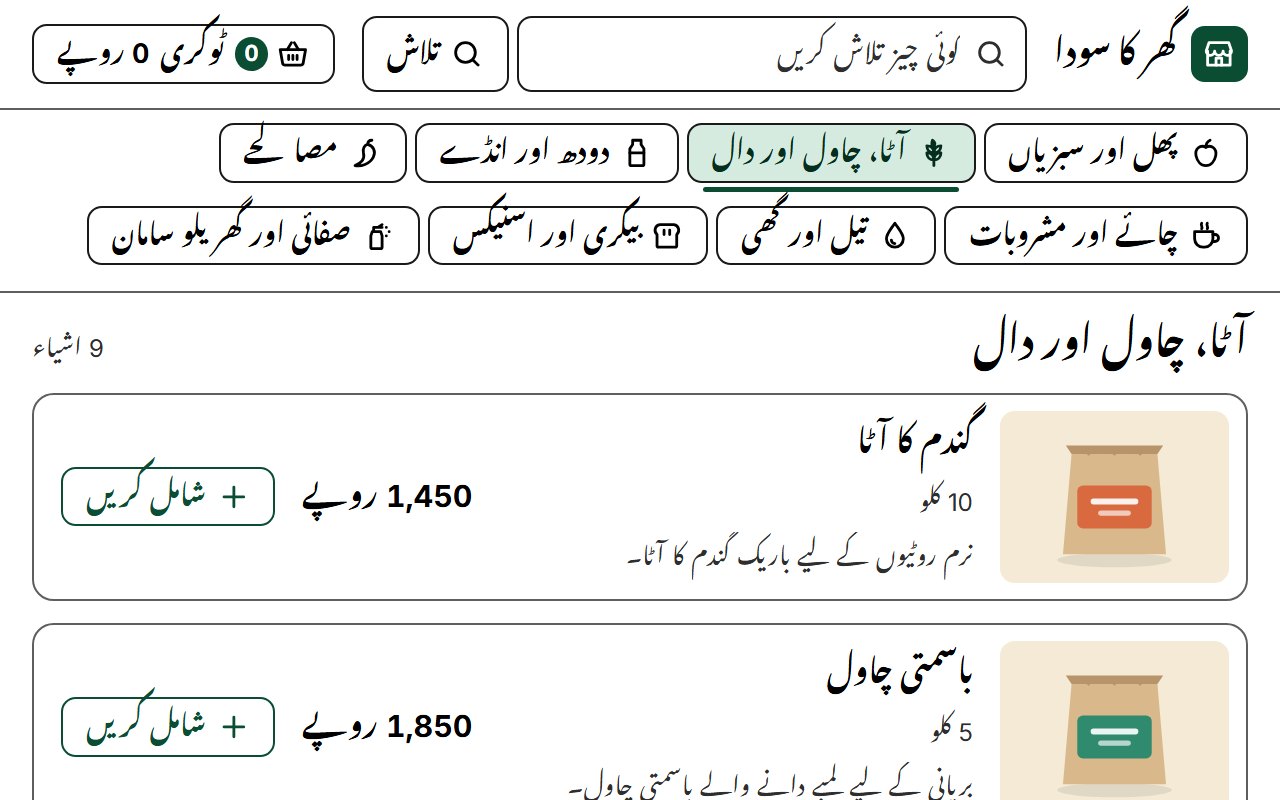 گھر کا سودا
کوئی چیز تلاش کریں
تلاش
0 ٹوکری 0 روپے
پھل اور سبزیاں
آٹا، چاول اور دال
دودھ اور انڈے
مصالحے
چائے اور مشروبات
تیل اور گھی
بیکری اور اسنیکس
صفائی اور گھریلو سامان
آٹا، چاول اور دال
9 اشیاء
گندم کا آٹا
10 کلو
نرم روٹیوں کے لیے باریک گندم کا آٹا۔
1,450 روپے
شامل کریں
باسمتی چاول
5 کلو
بریانی کے لیے لمبے دانے والے باسمتی چاول۔
1,850 روپے
شامل کریں